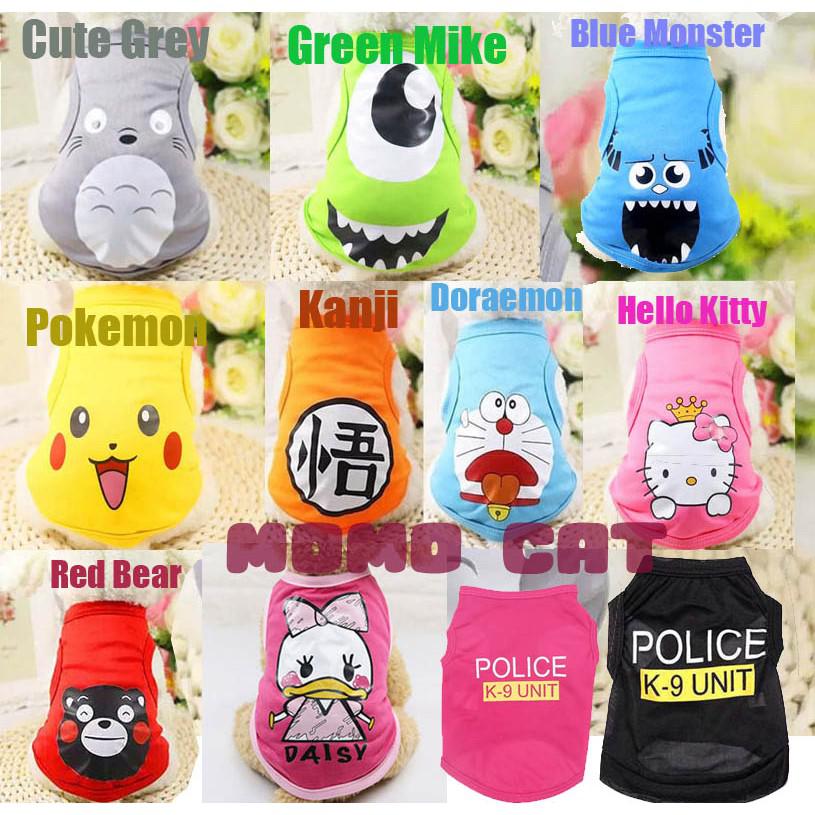 Cute Grey
Green Mike
Blue Monster
Pokemon
Kanji
Doraemon
Hello Kitty
悟
MOMO CAT
Red Bear
DAISY
POLICE
K-9 UNIT
POLICE
K-9 UNIT